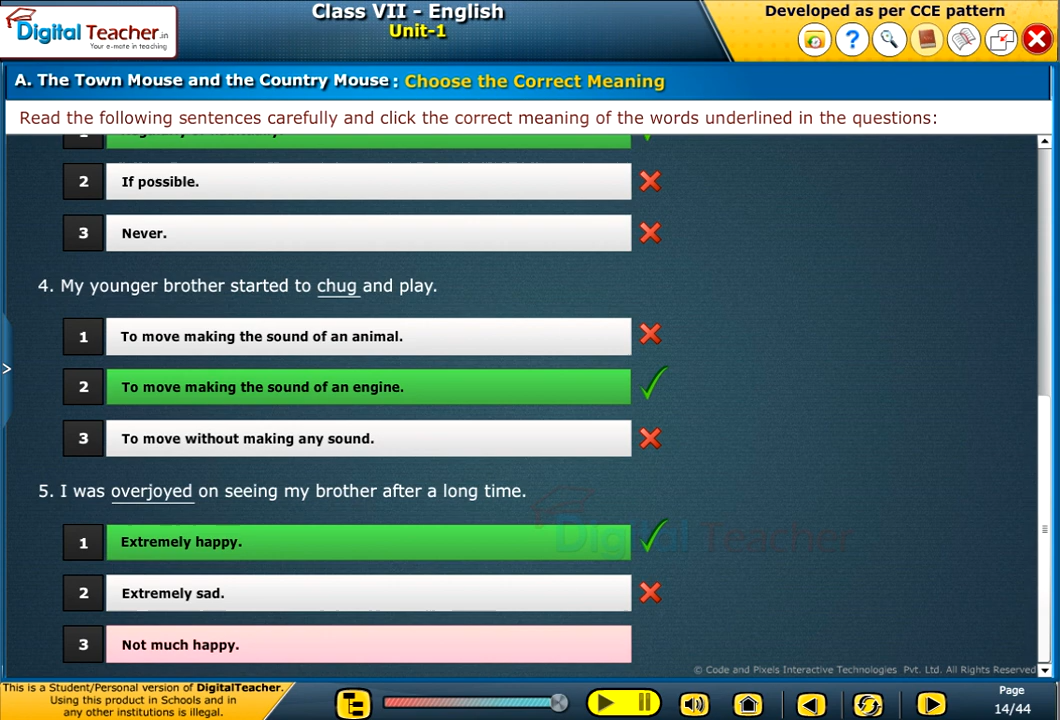 Digital Teacher.in
Your e-mate in teaching
Class VII - English
Unit-1
Developed as per CCE pattern
A. The Town Mouse and the Country Mouse : Choose the Correct Meaning
Read the following sentences carefully and click the correct meaning of the words underlined in the questions:
2 If possible.
3 Never.
4. My younger brother started to chug and play.
1 To move making the sound of an animal.
2 To move making the sound of an engine.
3 To move without making any sound.
5. I was overjoyed on seeing my brother after a long time.
Digital Teacher
1 Extremely happy.
2 Extremely sad.
3 Not much happy.
© Code and Pixels Interactive Technologies Pvt. Ltd. All Rights Reserved
This is a Student/Personal version of DigitalTeacher.
Using this product in Schools and in
any other institutions is illegal.
Page
14/44